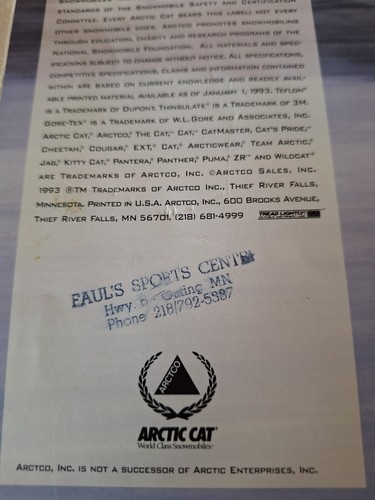 STANDARDS OF THE SNOWMOBILE SAFETY AND CERTIFICATION
COMMITTEE. EVERY ARCTIC CAT BEARS THIS LABEL; NOT EVERY
OTHER SNOWMOBILE DOES. ARCTCO PROMOTES SNOWMOBILING
THROUGH EDUCATION, CHARITY AND RESEARCH PROGRAMS OF THE
NATIONAL SNOWMOBILE FOUNDATION. ALL MATERIALS AND SPEC-
IFICATIONS SUBJECT TO CHANGE WITHOUT NOTICE. ALL SPECIFICATIONS,
COMPETITIVE SPECIFICATIONS, CLAIMS AND INFORMATION CONTAINED
WITHIN ARE BASED ON CURRENT KNOWLEDGE AND READILY AVAIL-
ABLE PRINTED MATERIAL AVAILABLE AS OF JANUARY 1, 1993. TEFLON®
IS A TRADEMARK OF DUPONT. THINSULATE® IS A TRADEMARK OF 3M.
GORE-TEX® IS A TRADEMARK OF W.L. GORE AND ASSOCIATES, INC.
ARCTIC CAT,® ARCTCO,® THE CAT,™ CAT,™ CATMASTER, CAT'S PRIDE,™
CHEETAH,® COUGAR,® EXT,® CAT,® ARCTICWEAR,® TEAM ARCTIC,®
JAG,® KITTY CAT,® PANTERA,® PANTHER,® PUMA,® ZR™ AND WILDCAT®
ARE TRADEMARKS OF ARCTCO, INC. ©ARCTCO SALES, INC.
1993 ®™ TRADEMARKS OF ARCTCO INC., THIEF RIVER FALLS,
MINNESOTA. PRINTED IN U.S.A. ARCTCO, INC., 600 BROOKS AVENUE,
THIEF RIVER FALLS, MN 56701. (218) 681-4999 TREAD LIGHTLY!
PAUL'S SPORTS CENTER
Hwy. 6 MN
Phone 218/792-5387
ARCTCO
ARCTIC CAT
World Class Snowmobiles™
ARCTCO, INC. IS NOT A SUCCESSOR OF ARCTIC ENTERPRISES, INC.